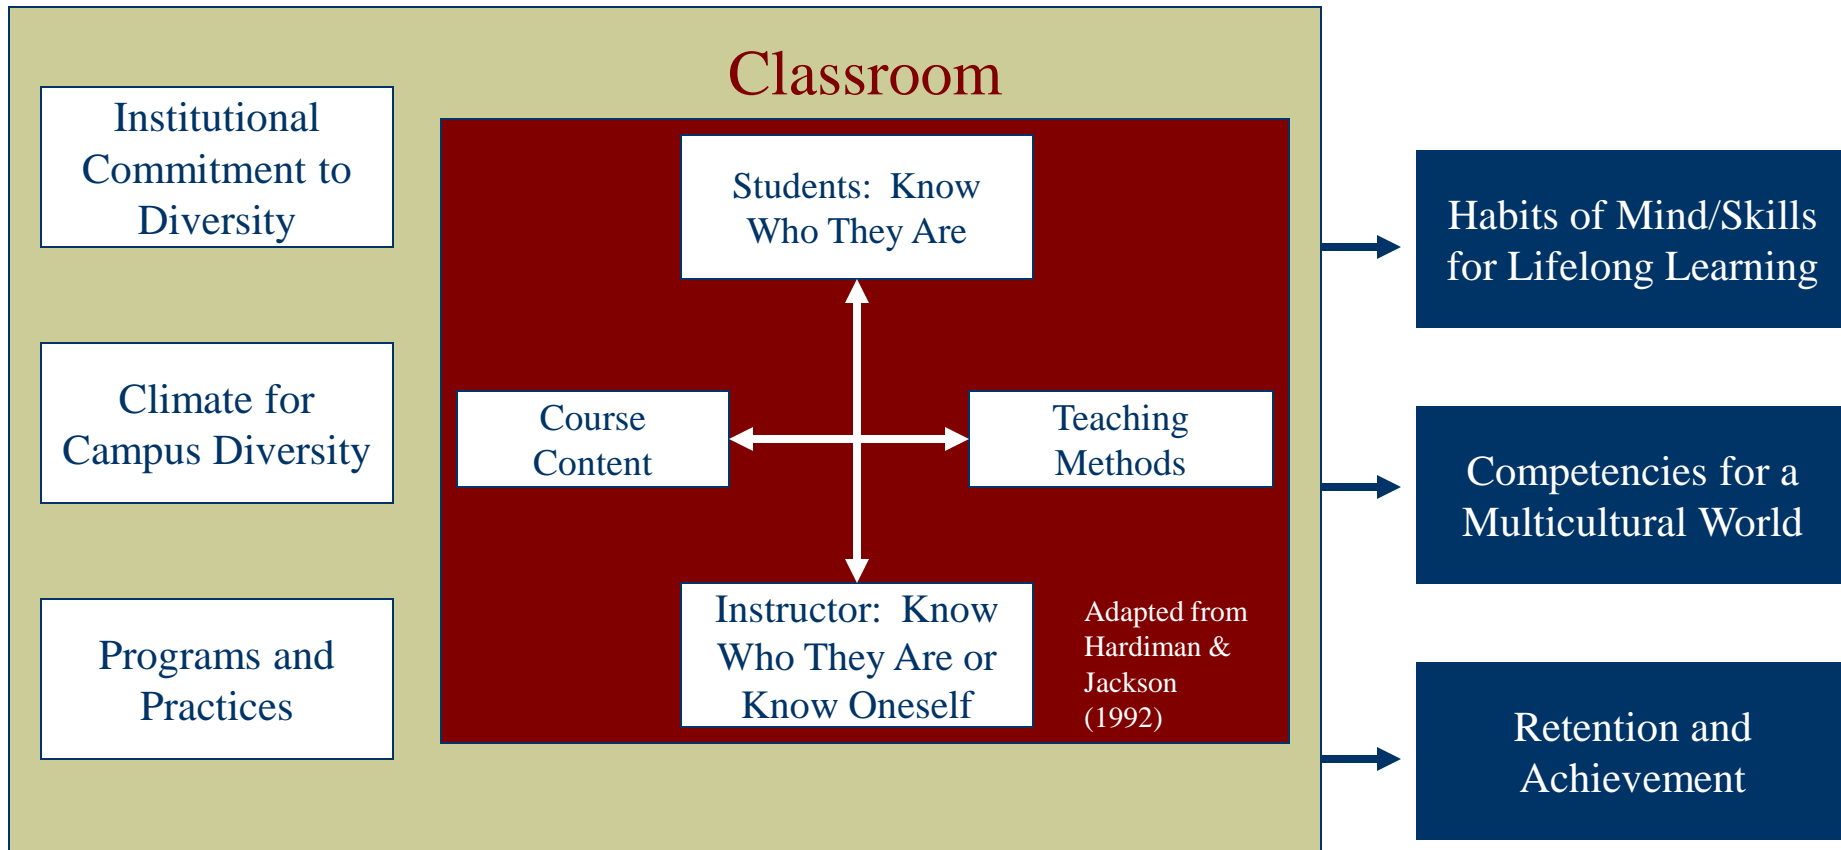 Classroom
Institutional
Commitment to
Diversity
Climate for
Campus Diversity
Programs and
Practices
Students: Know
Who They Are
Course
Content
Teaching
Methods
Instructor: Know
Who They Are or
Know Oneself
Adapted from
Hardiman &
Jackson
(1992)
Habits of Mind/Skills
for Lifelong Learning
Competencies for a
Multicultural World
Retention and
Achievement